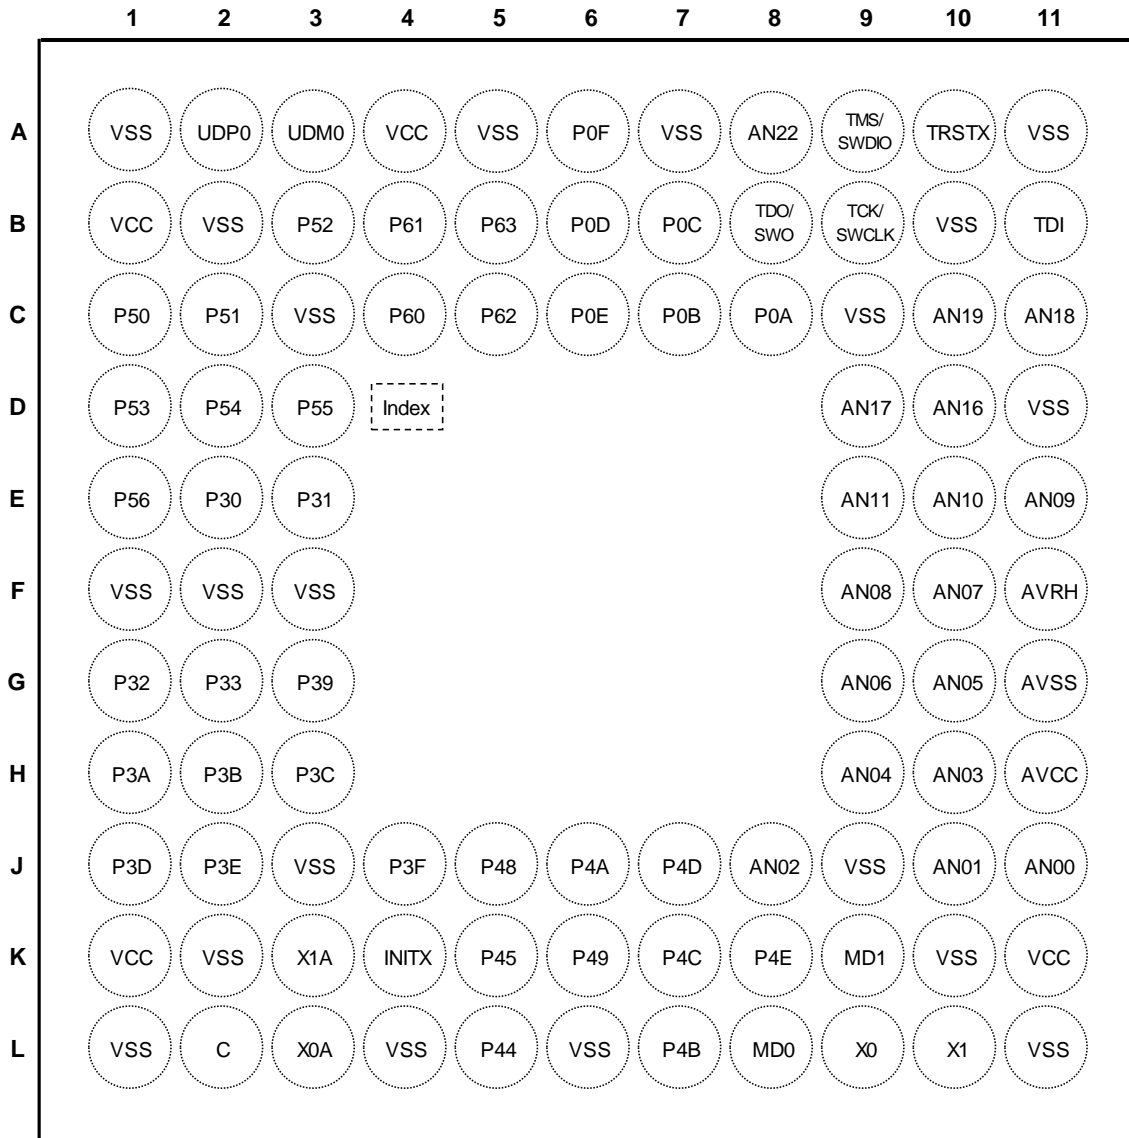 1 2 3 4 5 6 7 8 9 10 11
A VSS UDP0 UDM0 VCC VSS P0F VSS AN22 TMS/ SWDIO TRSTX VSS
B VCC VSS P52 P61 P63 P0D P0C TDO/ SWO TCK/ SWCLK VSS TDI
C P50 P51 VSS P60 P62 P0E P0B P0A VSS AN19 AN18
D P53 P54 P55 Index AN17 AN16 VSS
E P56 P30 P31 AN11 AN10 AN09
F VSS VSS VSS AN08 AN07 AVRH
G P32 P33 P39 AN06 AN05 AVSS
H P3A P3B P3C AN04 AN03 AVCC
J P3D P3E VSS P3F P48 P4A P4D AN02 VSS AN01 AN00
K VCC VSS X1A INITX P45 P49 P4C P4E MD1 VSS VCC
L VSS C X0A VSS P44 VSS P4B MD0 X0 X1 VSS